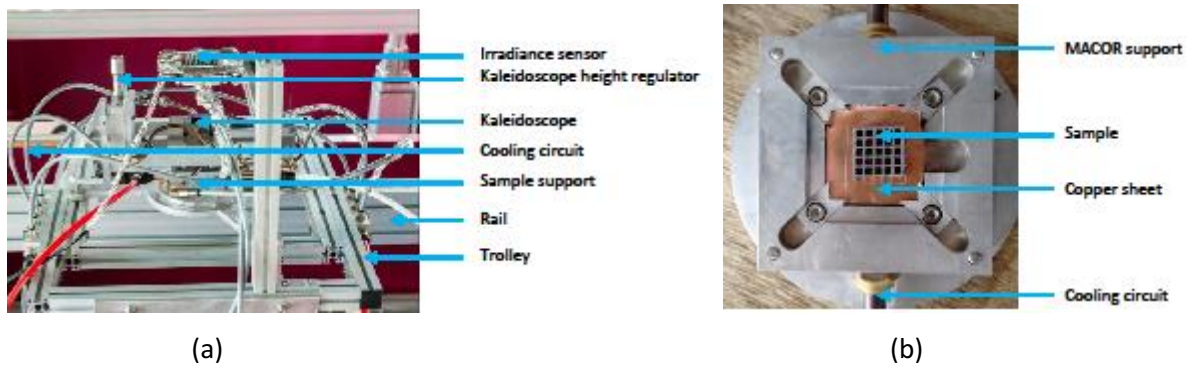 Irradiance sensor
Kaleidoscope height regulator
Kaleidoscope
Cooling circuit
Sample support
Rail
Trolley
(a)
MACOR support
Sample
Copper sheet
Cooling circuit
(b)